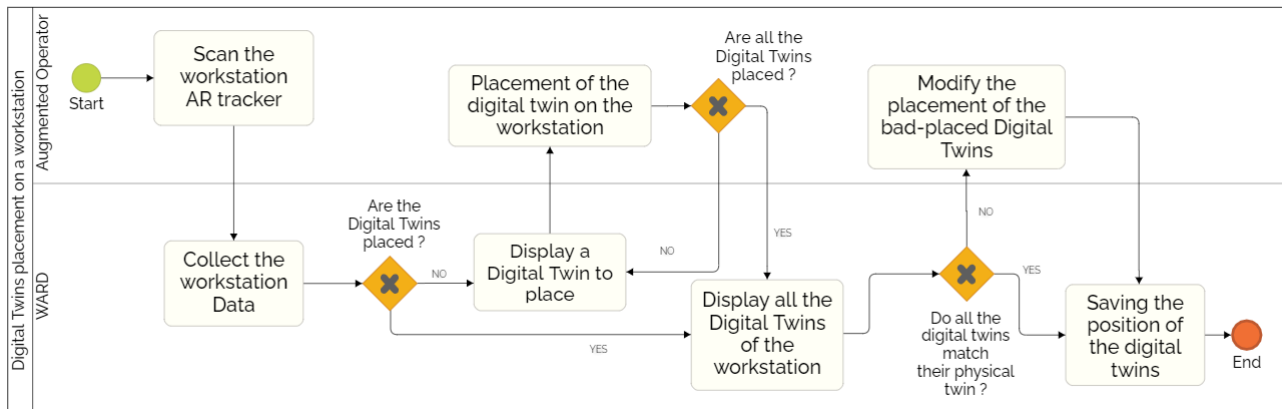 Digital Twins placement on a workstation
Augmented Operator
WARD
Start
Scan the
workstation
AR tracker
Placement of the
digital twin on the
workstation
Are all the
Digital Twins
placed ?
Modify the
placement of the
bad-placed Digital
Twins
Collect the
workstation
Data
Are the
Digital Twins
placed ?
NO
YES
Display a
Digital Twin to
place
NO
YES
Display all the
Digital Twins
of the
workstation
NO
YES
Do all the
digital twins
match
their physical
twin ?
Saving the
position of
the digital
twins
End